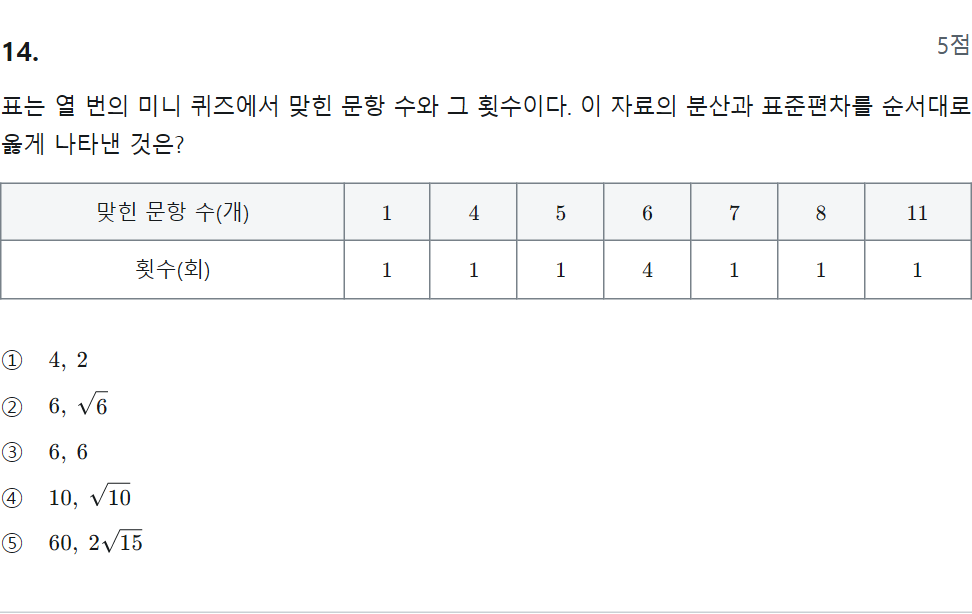 14.
5점
표는 열 번의 미니 퀴즈에서 맞힌 문항 수와 그 횟수이다. 이 자료의 분산과 표준편차를 순서대로
옳게 나타낸 것은?
맞힌 문항 수(개) 1 4 5 6 7 8 11
횟수(회) 1 1 1 4 1 1 1
① 4, 2
② 6, √6
③ 6, 6
④ 10, √10
⑤ 60, 2√15